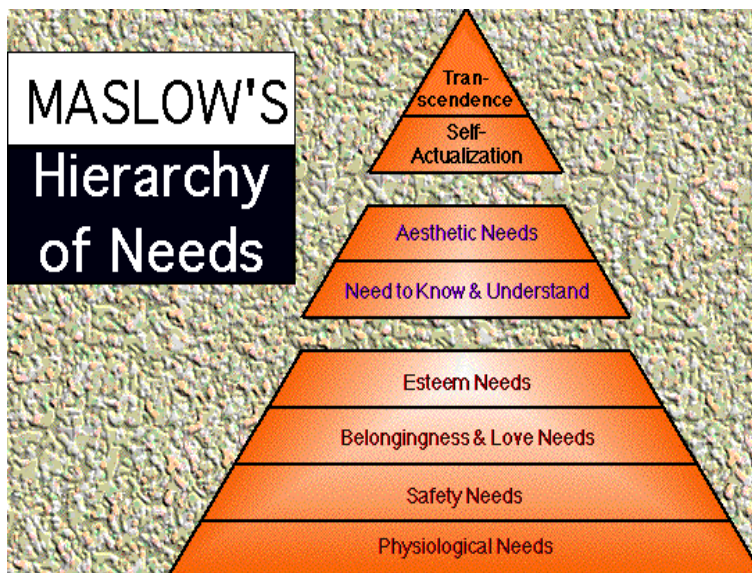 MASLOW'S
Hierarchy
of Needs
Tran-
scendence
Self-
Actualization
Aesthetic Needs
Need to Know & Understand
Esteem Needs
Belongingness & Love Needs
Safety Needs
Physiological Needs